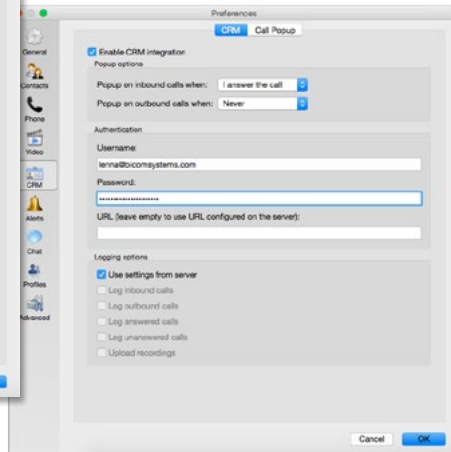 Preferences
CRM Call Popup
General
Contacts
Phone
Video
CRM
Alerts
Chat
Profiles
Advanced
Enable CRM integration
Popup options
Popup on inbound calls when: I answer the call
Popup on outbound calls when: Never
Authentication
Username:
lenna@bicomsystems.com
Password:
URL (leave empty to use URL configured on the server):
Logging options
Use settings from server
Log inbound calls
Log outbound calls
Log answered calls
Log unanswered calls
Upload recordings
Cancel OK